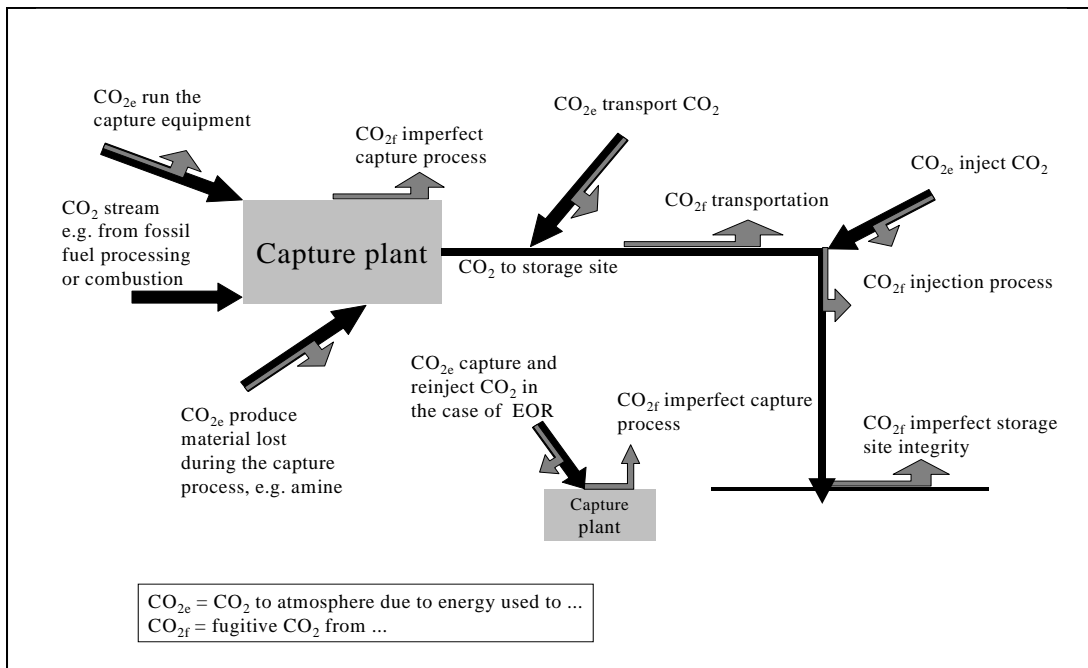 CO2e run the
capture equipment
CO2f imperfect
capture process
CO2e transport CO2
CO2e inject CO2
CO2 stream
e.g. from fossil
fuel processing
or combustion
Capture plant
CO2f transportation
CO2 to storage site
CO2f injection process
CO2e produce
material lost
during the capture
process, e.g. amine
CO2e capture and
reinject CO2 in
the case of EOR
CO2f imperfect capture
process
CO2f imperfect storage
site integrity
Capture
plant
CO2e = CO2 to atmosphere due to energy used to ...
CO2f = fugitive CO2 from ...